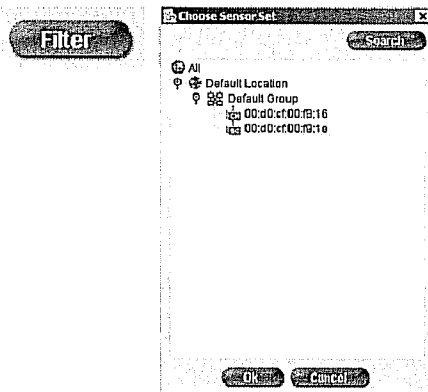 Filter
Choose Sensor Set
Search
All
Default Location
Default Group
00:d0:cf:00:f3:16
00:d0:cf:00:f3:1e
Ok
Cancel